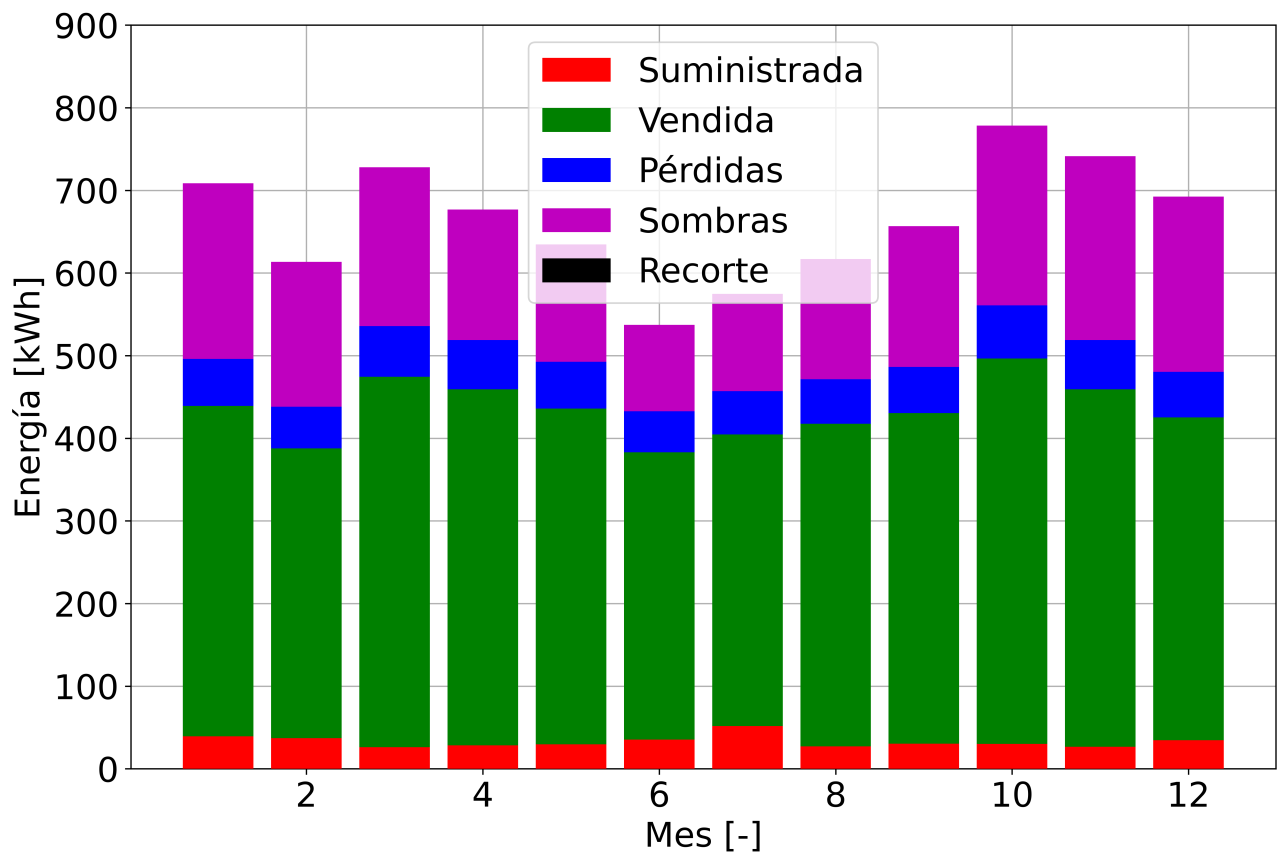 900
800
700
600
500
400
300
200
100
0
Energía [kWh]
Suministrada
Vendida
Pérdidas
Sombras
Recorte
2 4 6 8 10 12
Mes [-]